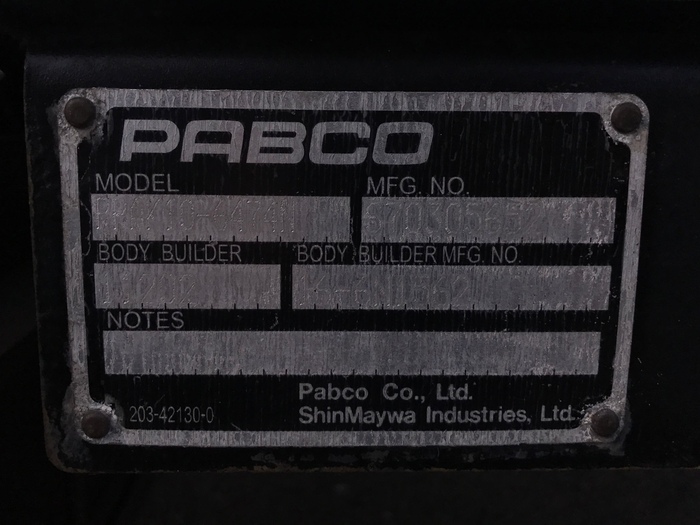 PABCO
MODEL MFG. NO.
BODY BUILDER BODY BUILDER MFG. NO.
NOTES
203-42130-0
Pabco Co., Ltd.
ShinMaywa Industries, Ltd.